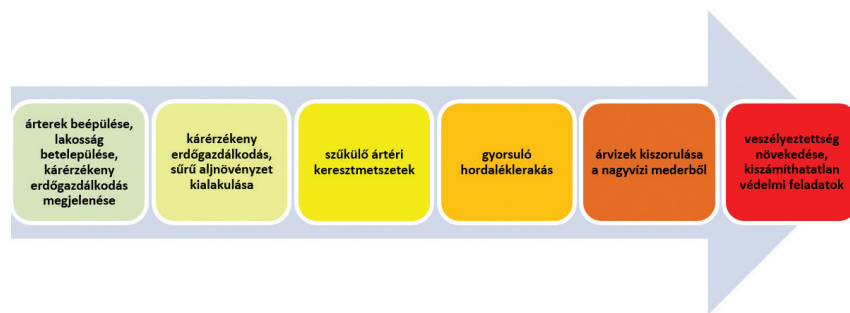 árterek beépülése,
lakosság
betelepülése,
kárérzékeny
erdőgazdálkodás
megjelenése
kárérzékeny
erdőgazdálkodás,
sűrű aljnövényzet
kialakulása
szűkülő ártéri
keresztmetszetek
gyorsuló
hordaléklerakás
árvizek kiszorulása
a nagyvízi mederből
veszélyeztettség
növekedése,
kiszámíthatatlan
védelmi feladatok